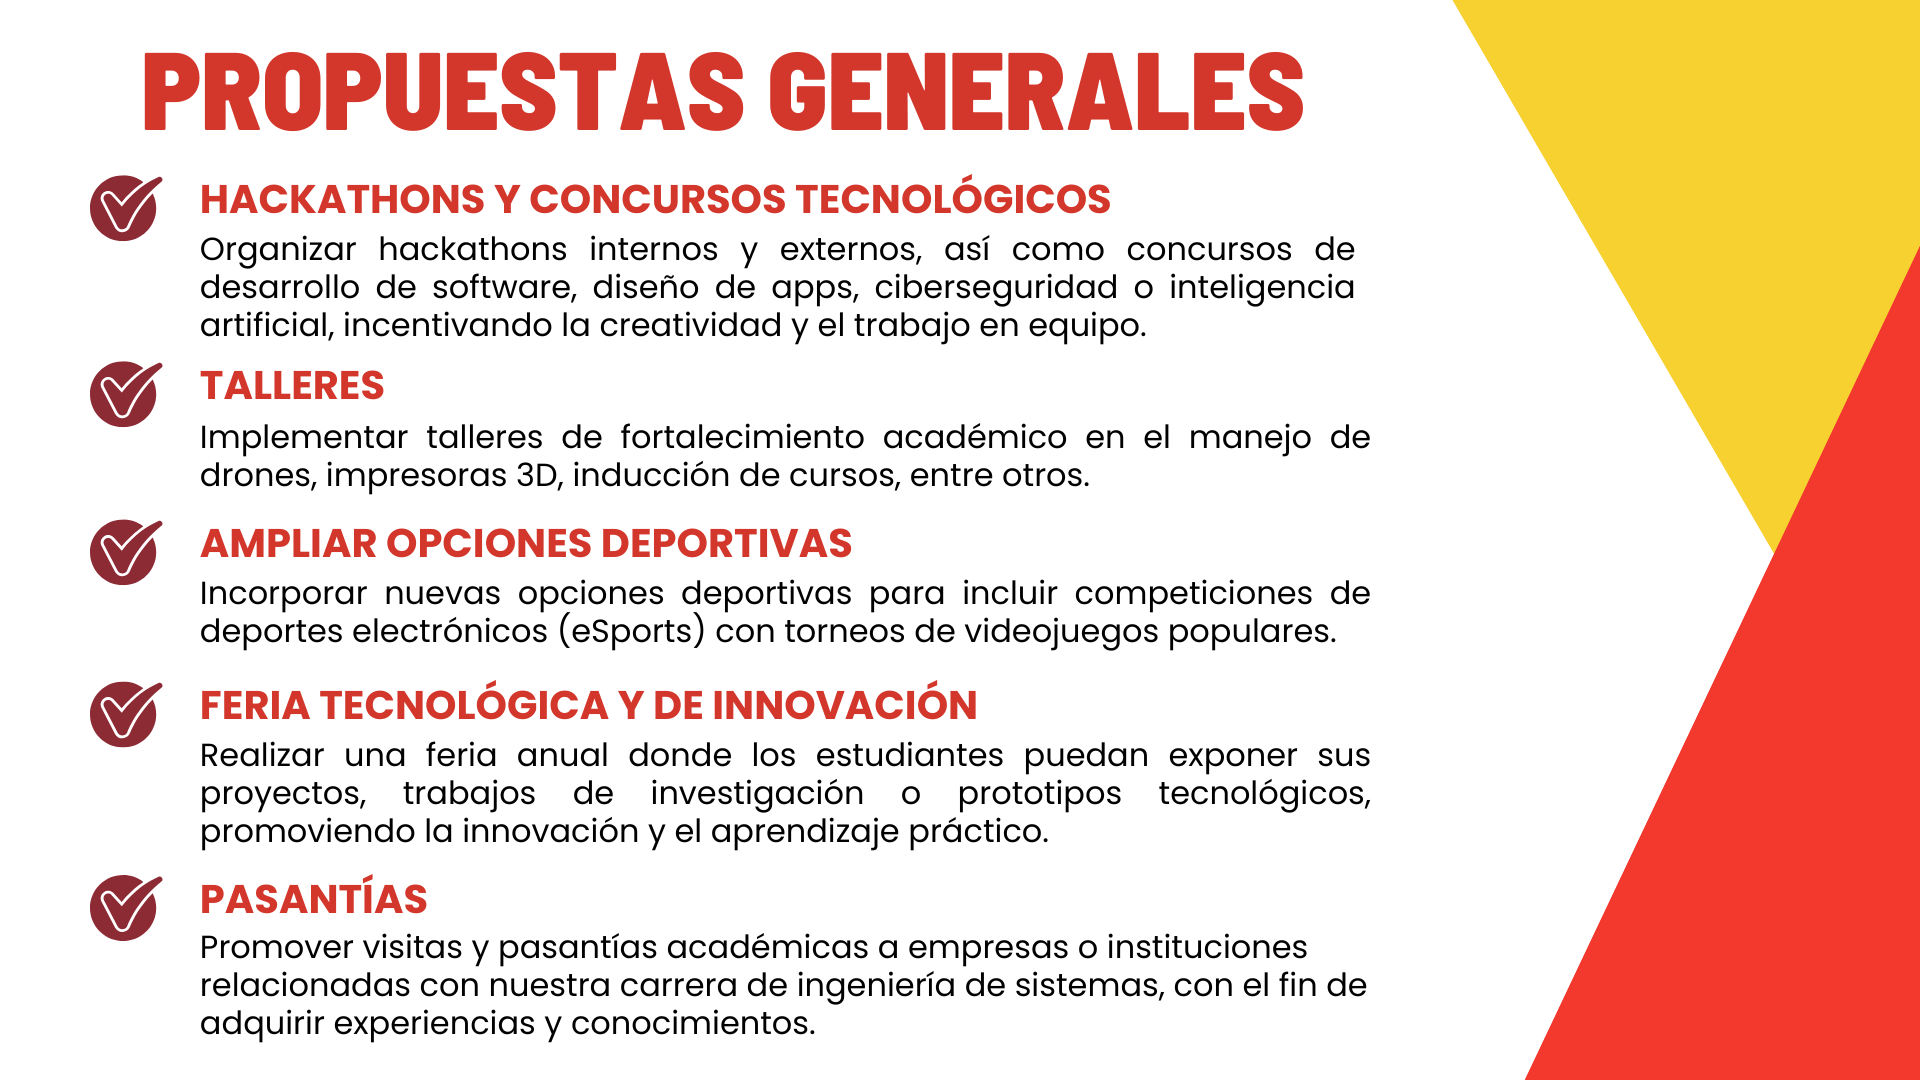 PROPUESTAS GENERALES
HACKATHONS Y CONCURSOS TECNOLÓGICOS
Organizar hackathons internos y externos, así como concursos de
desarrollo de software, diseño de apps, ciberseguridad o inteligencia
artificial, incentivando la creatividad y el trabajo en equipo.
TALLERES
Implementar talleres de fortalecimiento académico en el manejo de
drones, impresoras 3D, inducción de cursos, entre otros.
AMPLIAR OPCIONES DEPORTIVAS
Incorporar nuevas opciones deportivas para incluir competiciones de
deportes electrónicos (eSports) con torneos de videojuegos populares.
FERIA TECNOLÓGICA Y DE INNOVACIÓN
Realizar una feria anual donde los estudiantes puedan exponer sus
proyectos, trabajos de investigación o prototipos tecnológicos,
promoviendo la innovación y el aprendizaje práctico.
PASANTÍAS
Promover visitas y pasantías académicas a empresas o instituciones
relacionadas con nuestra carrera de ingeniería de sistemas, con el fin de
adquirir experiencias y conocimientos.